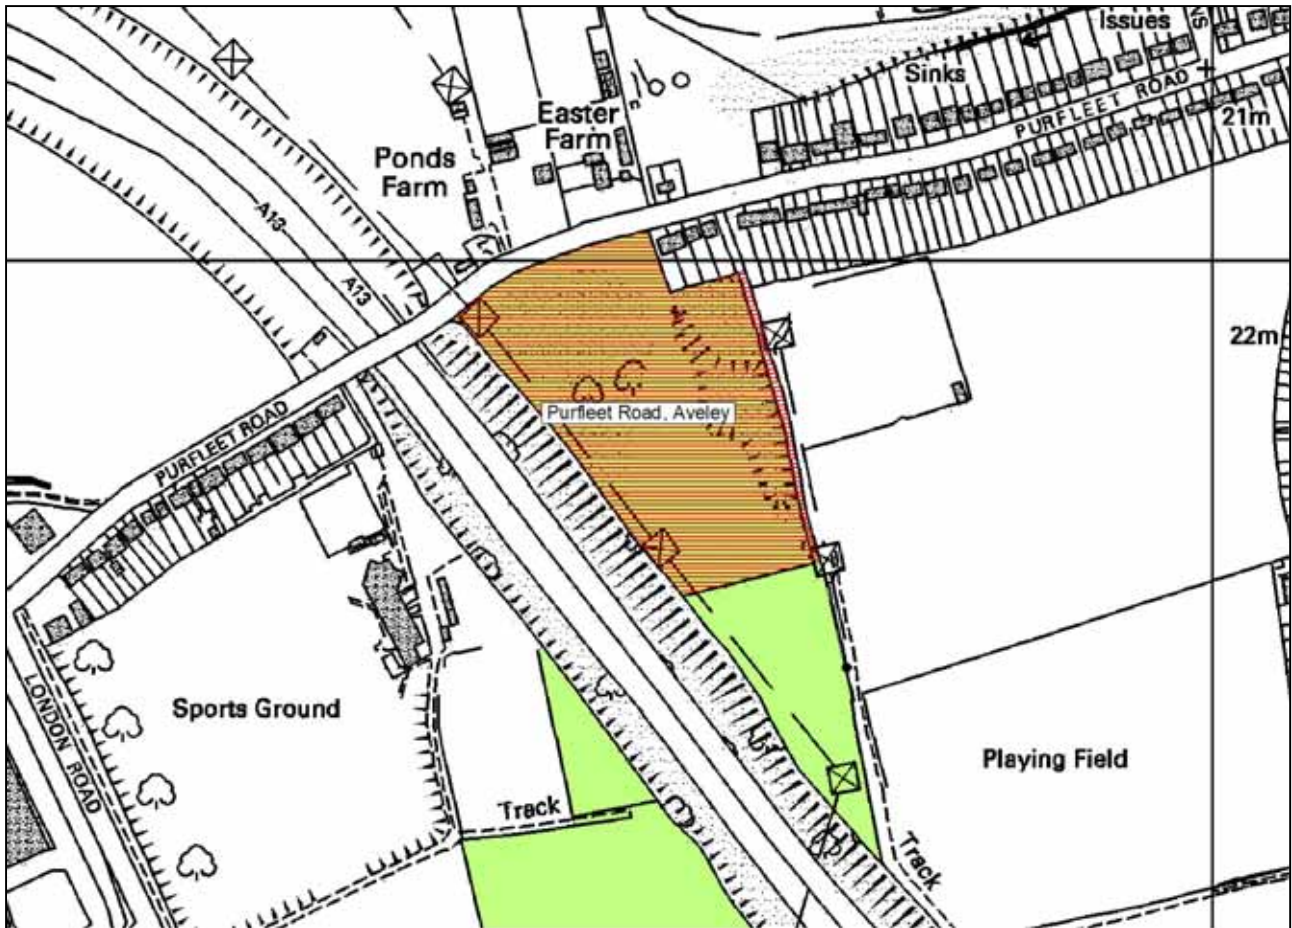 Issues
Sinks
PURFLEET ROAD
21m
Easter
Farm
Ponds
Farm
A13
A13
22m
Purfleet Road, Aveley
PURFLEET ROAD
LONDON ROAD
Sports Ground
Track
Playing Field
Track